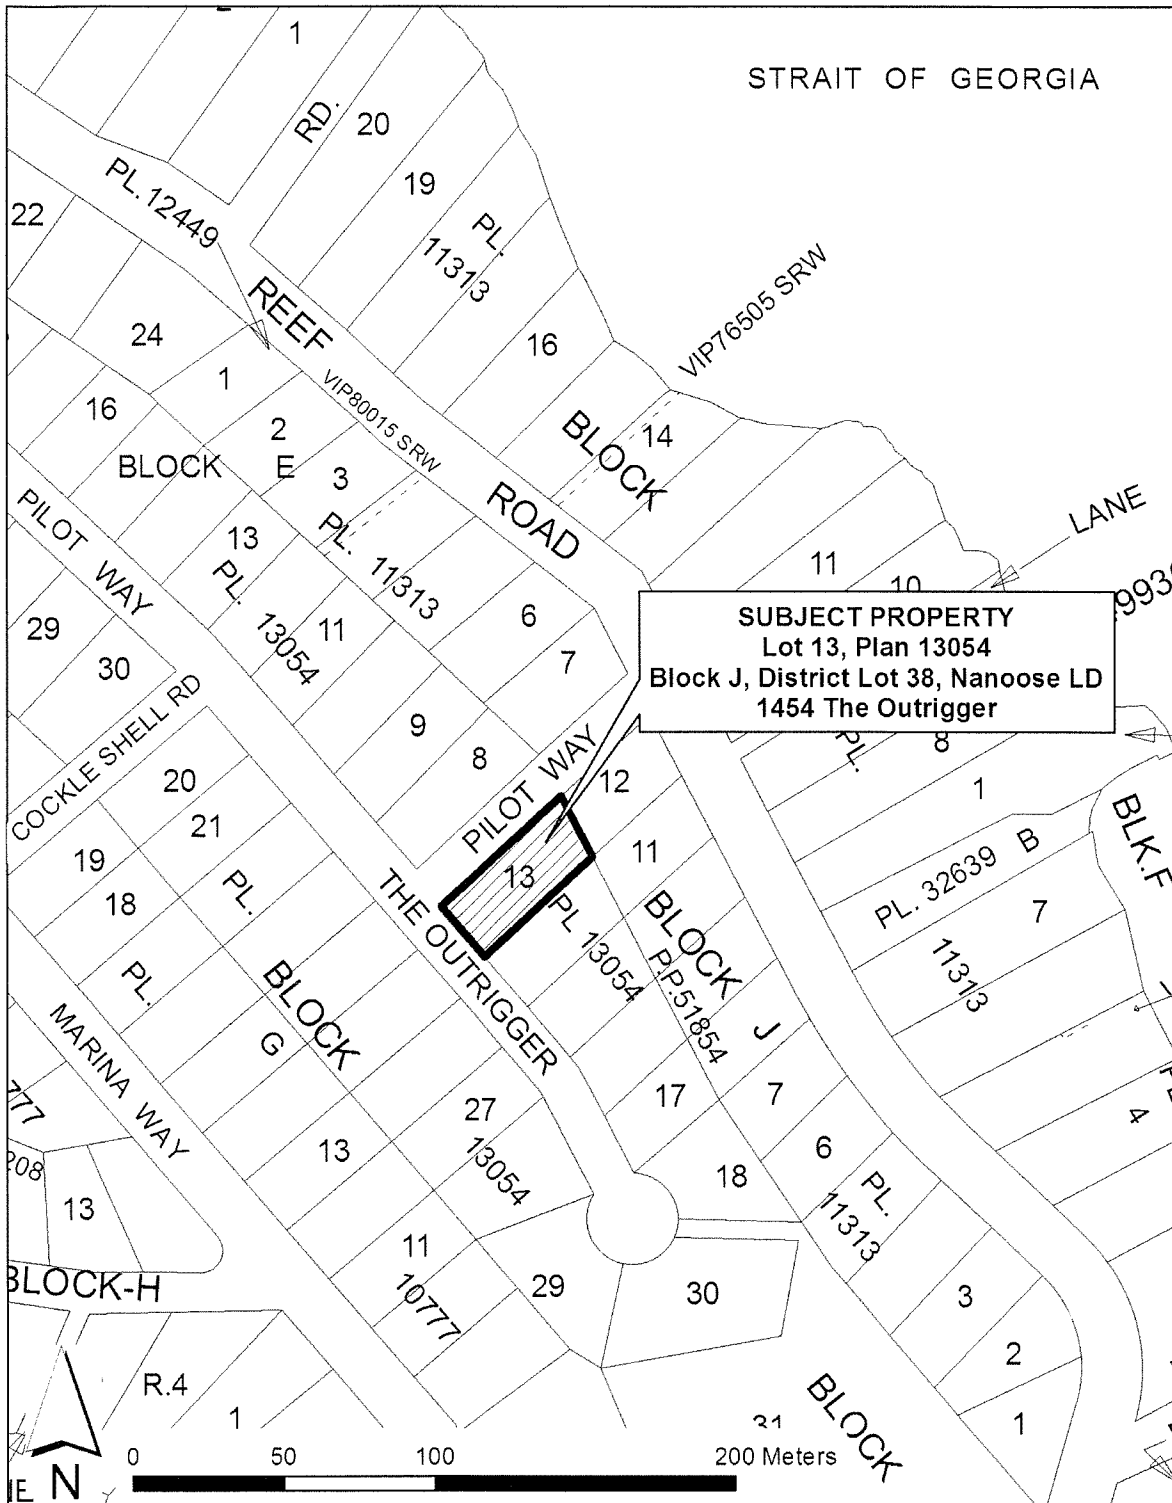 1
STRAIT OF GEORGIA
RD.
20
PL. 12449
19
22
PL.
11313
REEF
VIP76505 SRW
24
16
1
VIP80015 SRW
16
2
BLOCK
14
BLOCK E
3
ROAD
PILOT WAY
LANE
13
PL.
11313
PL.
13054
11
11
10
6
29
30
7
SUBJECT PROPERTY
Lot 13, Plan 13054
Block J, District Lot 38, Nanoose LD
1454 The Outrigger
COCKLE SHELL RD
9
8
PILOT WAY
12
PL.
8
1
20
21
19
18
PL.
13
11
BLK.F
PL. 32639 B
7
THE OUTRIGGER
PL 13054
BLOCK
J
P.P.51854
11313
PL.
BLOCK
G
MARINA WAY
777
208
13
13
27
13054
17
7
6
4
18
PL.
11313
11
10777
29
30
3
2
1
BLOCK-H
R.4
1
31
BLOCK
0 50 100 200 Meters
N